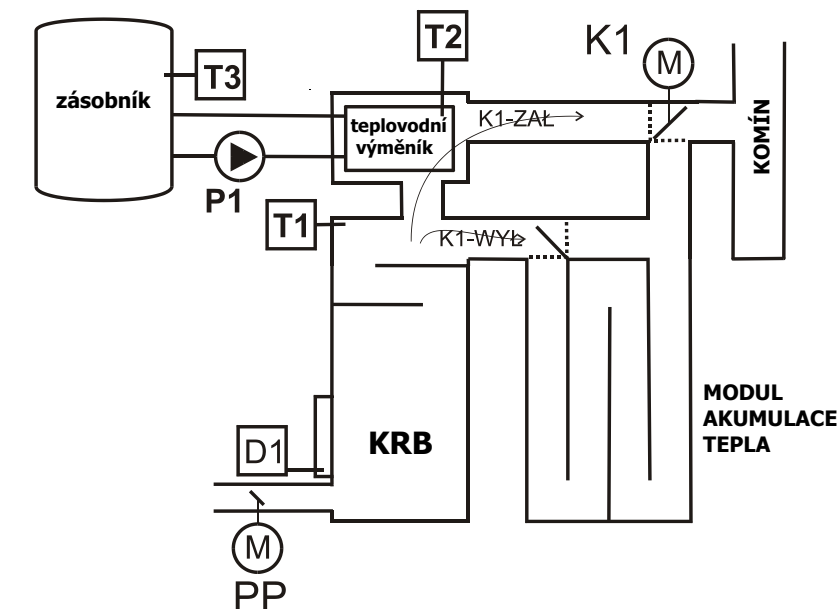 T2
K1
T3
M
zásobník
K1-ZAŁ
teplovodní
výměník
KOMÍN
P1
T1
K1-WYŁ
MODUL
AKUMULACE
TEPLA
D1
KRB
M
PP